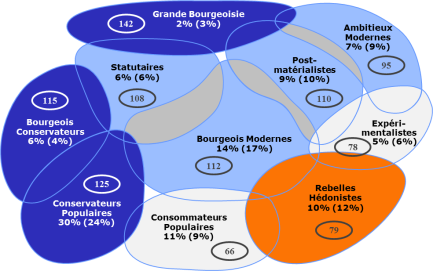 Grande Bourgeoisie
2% (3%)
142
Ambitieux
Modernes
7% (9%)
95
Statutaires
6% (6%)
108
Post-
matérialistes
9% (10%)
110
115
Bourgeois
Conservateurs
6% (4%)
Expéri-
mentalistes
5% (6%)
78
Bourgeois Modernes
14% (17%)
112
125
Conservateurs
Populaires
30% (24%)
Consommateurs
Populaires
11% (9%)
66
Rebelles
Hédonistes
10% (12%)
79